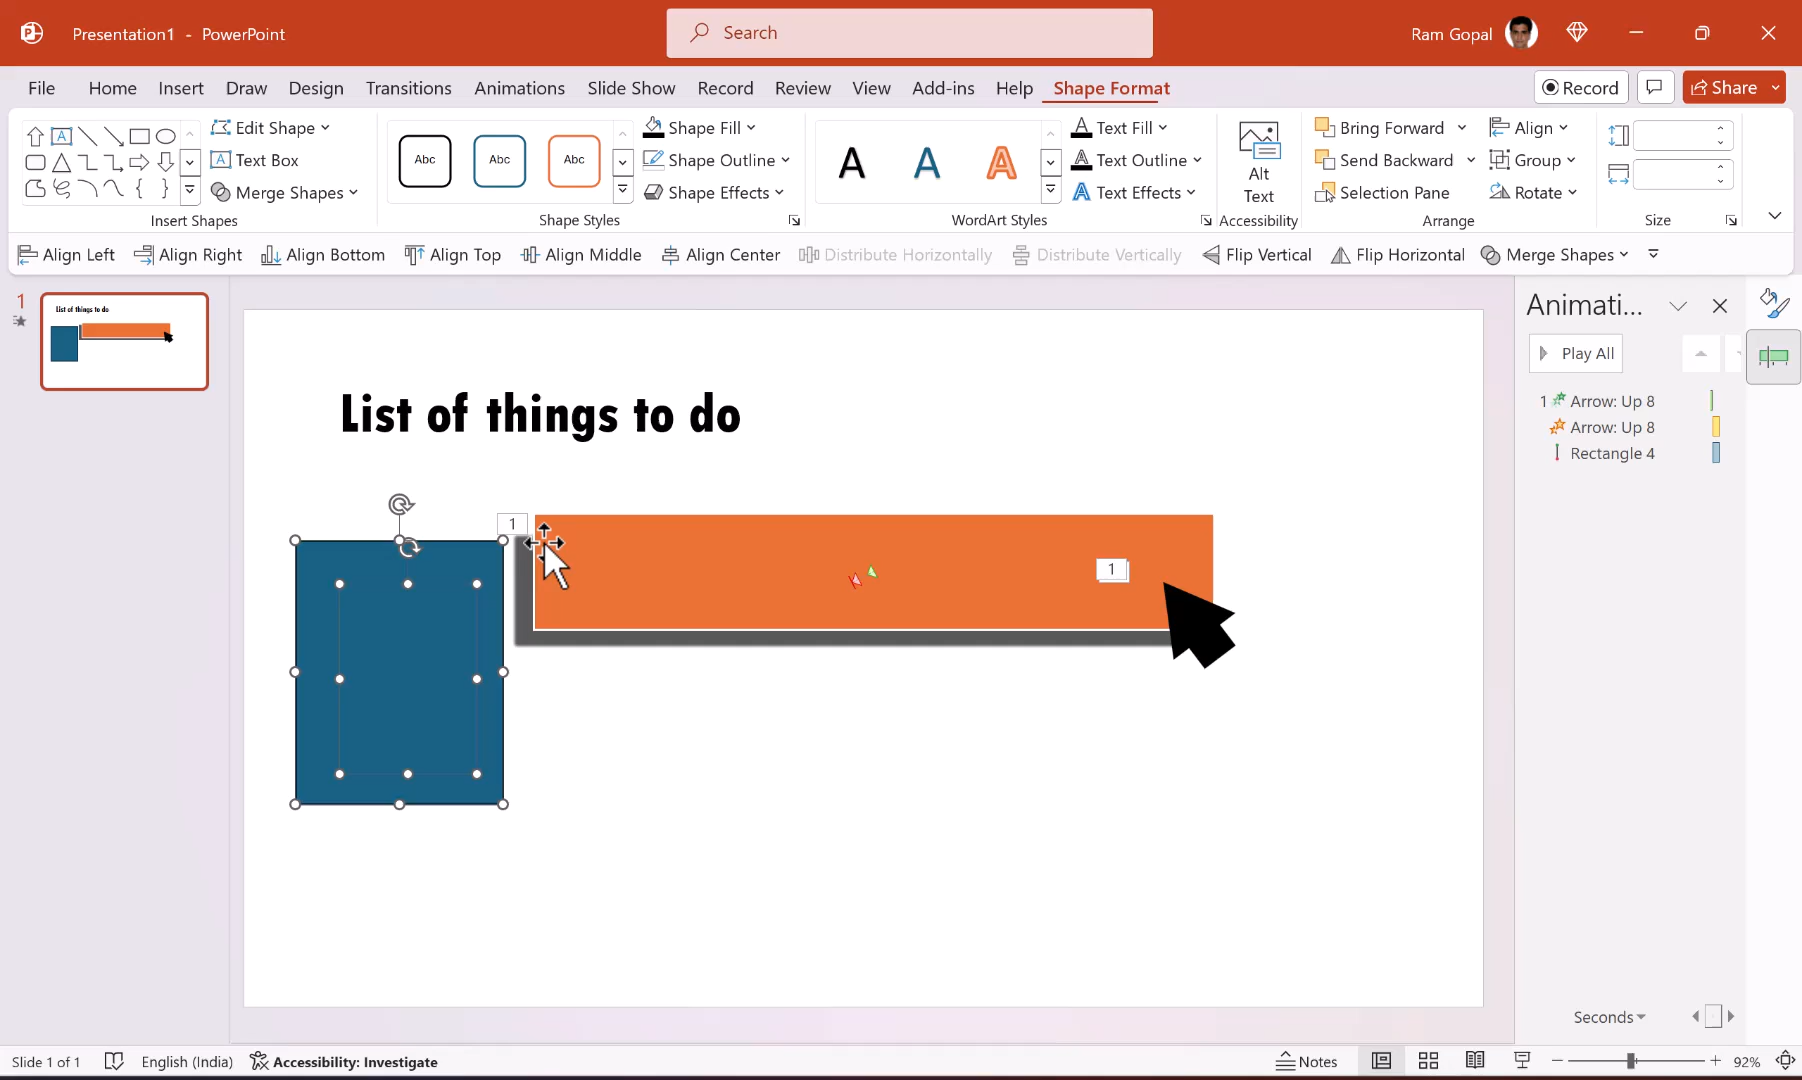 Presentation1 - PowerPoint
Search
Ram Gopal
File Home Insert Draw Design Transitions Animations Slide Show Record Review View Add-ins Help Shape Format
Record
Share
Edit Shape
Text Box
Merge Shapes
Insert Shapes
Abc Abc Abc
Shape Fill
Shape Outline
Shape Effects
Shape Styles
A A A
Text Fill
Text Outline
Text Effects
WordArt Styles
Alt
Text
Accessibility
Bring Forward
Send Backward
Selection Pane
Align
Group
Rotate
Arrange
Size
Align Left Align Right Align Bottom Align Top Align Middle Align Center Distribute Horizontally Distribute Vertically Flip Vertical Flip Horizontal Merge Shapes
1
List of things to do
List of things to do
1
1
Animati...
Play All
1 Arrow: Up 8
Arrow: Up 8
Rectangle 4
Seconds
Slide 1 of 1 English (India) Accessibility: Investigate Notes 92%